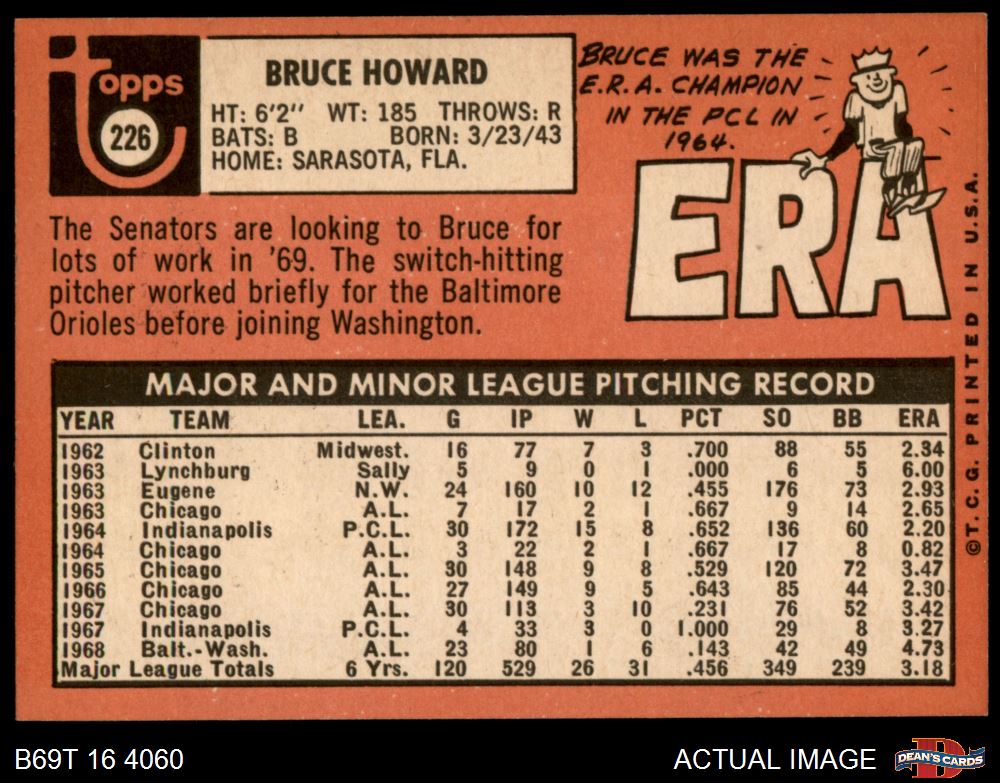 Topps
226
BRUCE HOWARD
HT: 6'2" WT: 185 THROWS: R
BATS: B BORN: 3/23/43
HOME: SARASOTA, FLA.
BRUCE WAS THE
E.R.A. CHAMPION
IN THE PCL IN
1964.
ERA
The Senators are looking to Bruce for
lots of work in '69. The switch-hitting
pitcher worked briefly for the Baltimore
Orioles before joining Washington.
MAJOR AND MINOR LEAGUE PITCHING RECORD
YEAR TEAM LEA. G IP W L PCT SO BB ERA
1962 Clinton Midwest. 16 77 7 3 .700 88 55 2.34
1963 Lynchburg Sally 5 9 0 1 .000 6 5 6.00
1963 Eugene N.W. 24 160 10 12 .455 176 73 2.93
1963 Chicago A.L. 7 17 2 1 .667 9 14 2.65
1964 Indianapolis P.C.L. 30 172 15 8 .652 136 60 2.20
1964 Chicago A.L. 3 22 2 1 .667 17 8 0.82
1965 Chicago A.L. 30 148 9 8 .529 120 72 3.47
1966 Chicago A.L. 27 149 9 5 .643 85 44 2.30
1967 Chicago A.L. 30 113 3 10 .231 76 52 3.42
1967 Indianapolis P.C.L. 4 33 3 0 1.000 29 8 3.27
1968 Balt.-Wash. A.L. 23 80 1 6 .143 42 49 4.73
Major League Totals 6 Yrs. 120 529 26 31 .456 349 239 3.18
©T.C.G. PRINTED IN U.S.A.
B69T 16 4060
ACTUAL IMAGE
DEAN'S CARDS